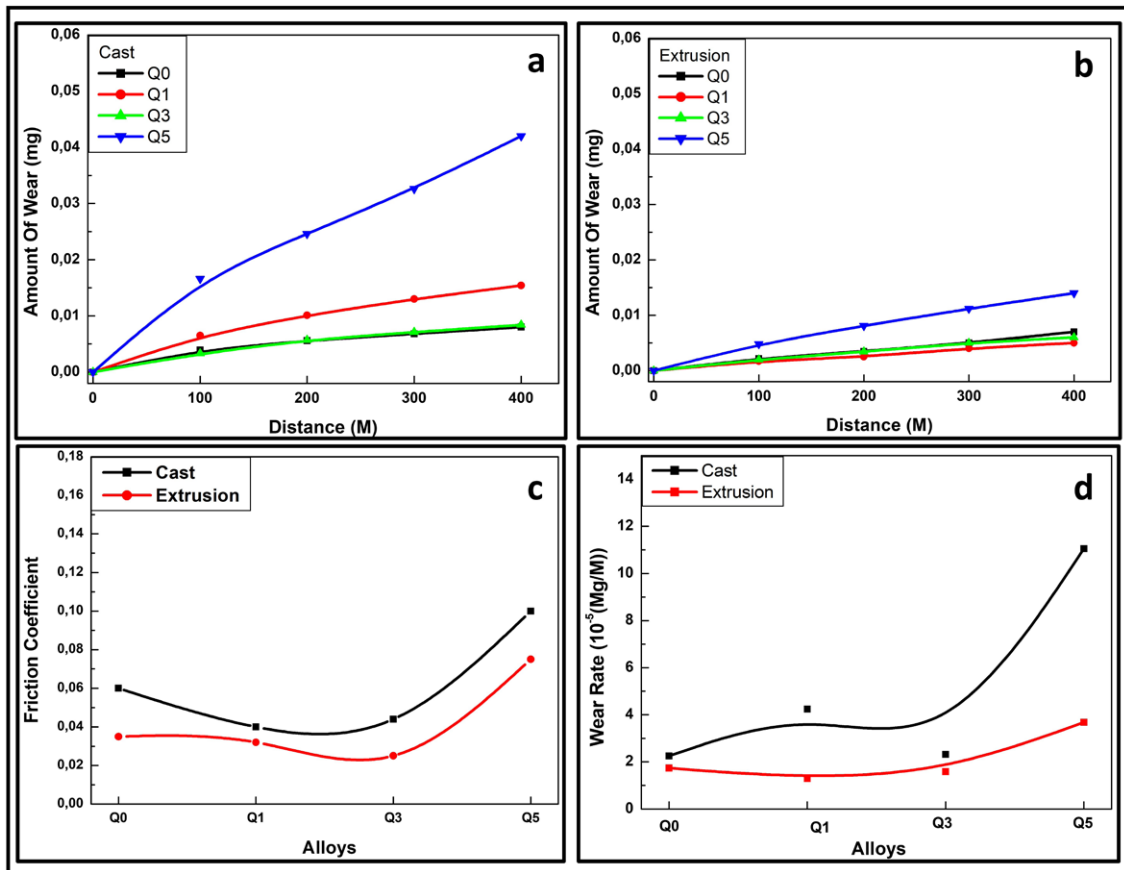 a
Cast
Q0
Q1
Q3
Q5
0,06
0,05
0,04
0,03
0,02
0,01
0,00
Amount Of Wear (mg)
0 100 200 300 400
Distance (M)
b
Extrusion
Q0
Q1
Q3
Q5
0,06
0,05
0,04
0,03
0,02
0,01
0,00
Amount Of Wear (mg)
0 100 200 300 400
Distance (M)
c
Cast
Extrusion
0,18
0,16
0,14
0,12
0,10
0,08
0,06
0,04
0,02
0,00
Friction Coefficient
Q0 Q1 Q3 Q5
Alloys
d
Cast
Extrusion
14
12
10
8
6
4
2
0
Wear Rate (10⁻⁵(Mg/M))
Q0 Q1 Q3 Q5
Alloys